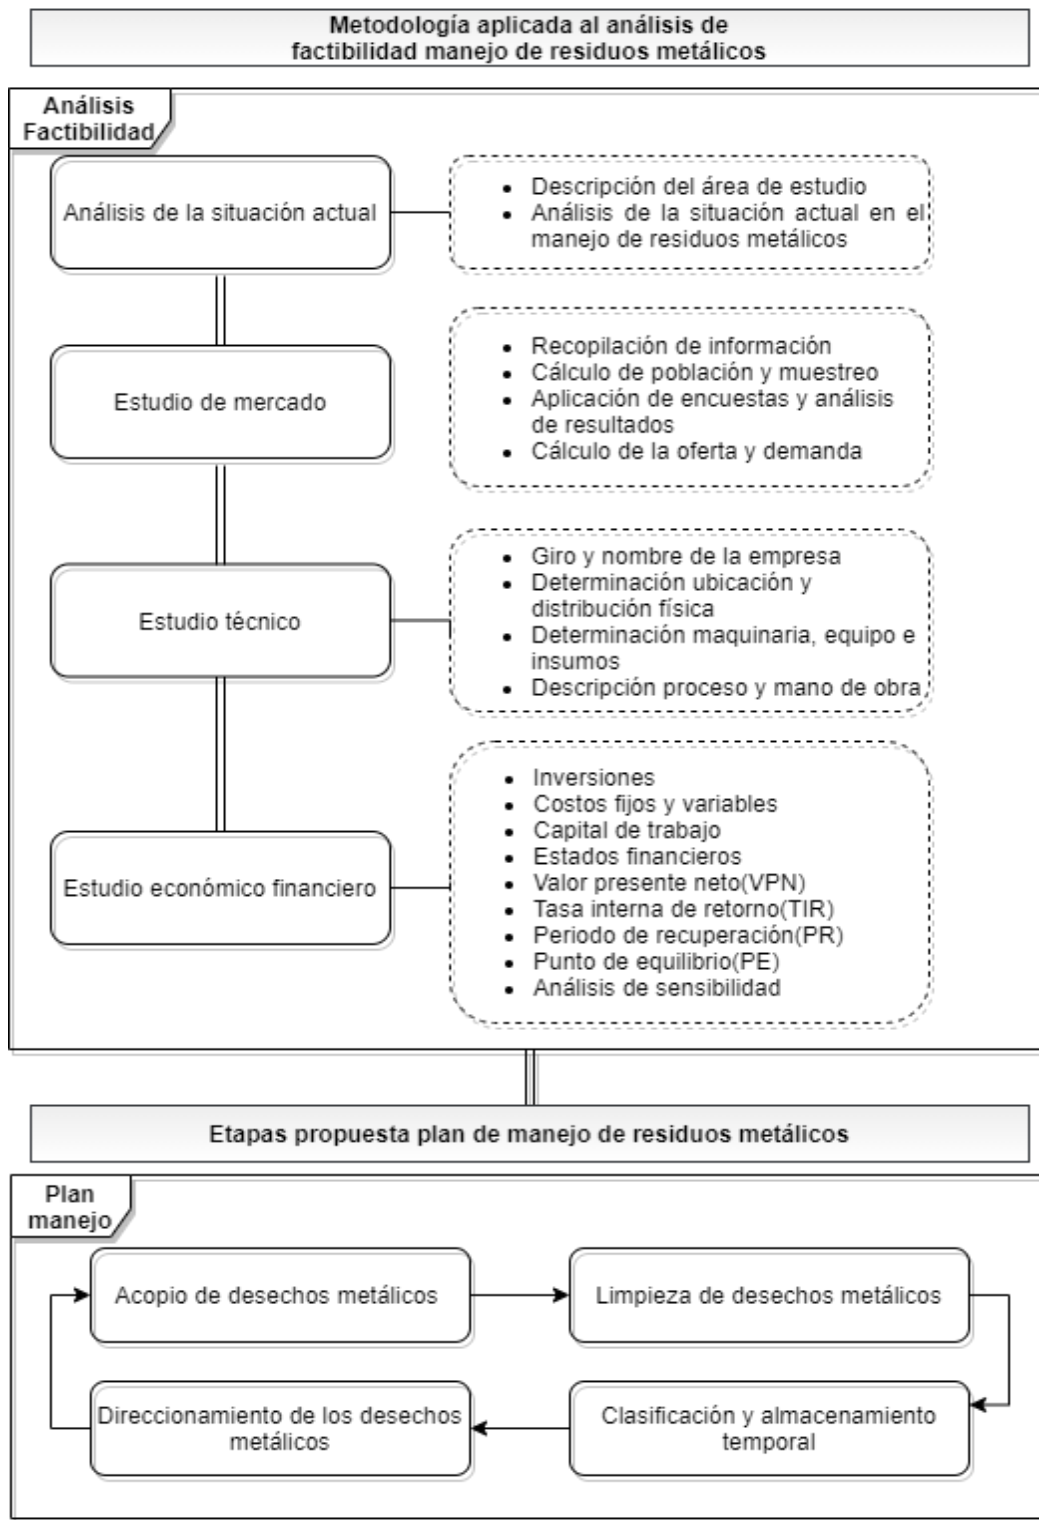 Metodología aplicada al análisis de
factibilidad manejo de residuos metálicos
Análisis
Factibilidad
Análisis de la situación actual
• Descripción del área de estudio
• Análisis de la situación actual en el
manejo de residuos metálicos
Estudio de mercado
• Recopilación de información
• Cálculo de población y muestreo
• Aplicación de encuestas y análisis
de resultados
• Cálculo de la oferta y demanda
Estudio técnico
• Giro y nombre de la empresa
• Determinación ubicación y
distribución física
• Determinación maquinaria, equipo e
insumos
• Descripción proceso y mano de obra
Estudio económico financiero
• Inversiones
• Costos fijos y variables
• Capital de trabajo
• Estados financieros
• Valor presente neto(VPN)
• Tasa interna de retorno(TIR)
• Periodo de recuperación(PR)
• Punto de equilibrio(PE)
• Análisis de sensibilidad
Etapas propuesta plan de manejo de residuos metálicos
Plan
manejo
Acopio de desechos metálicos
Limpieza de desechos metálicos
Clasificación y almacenamiento
temporal
Direccionamiento de los desechos
metálicos